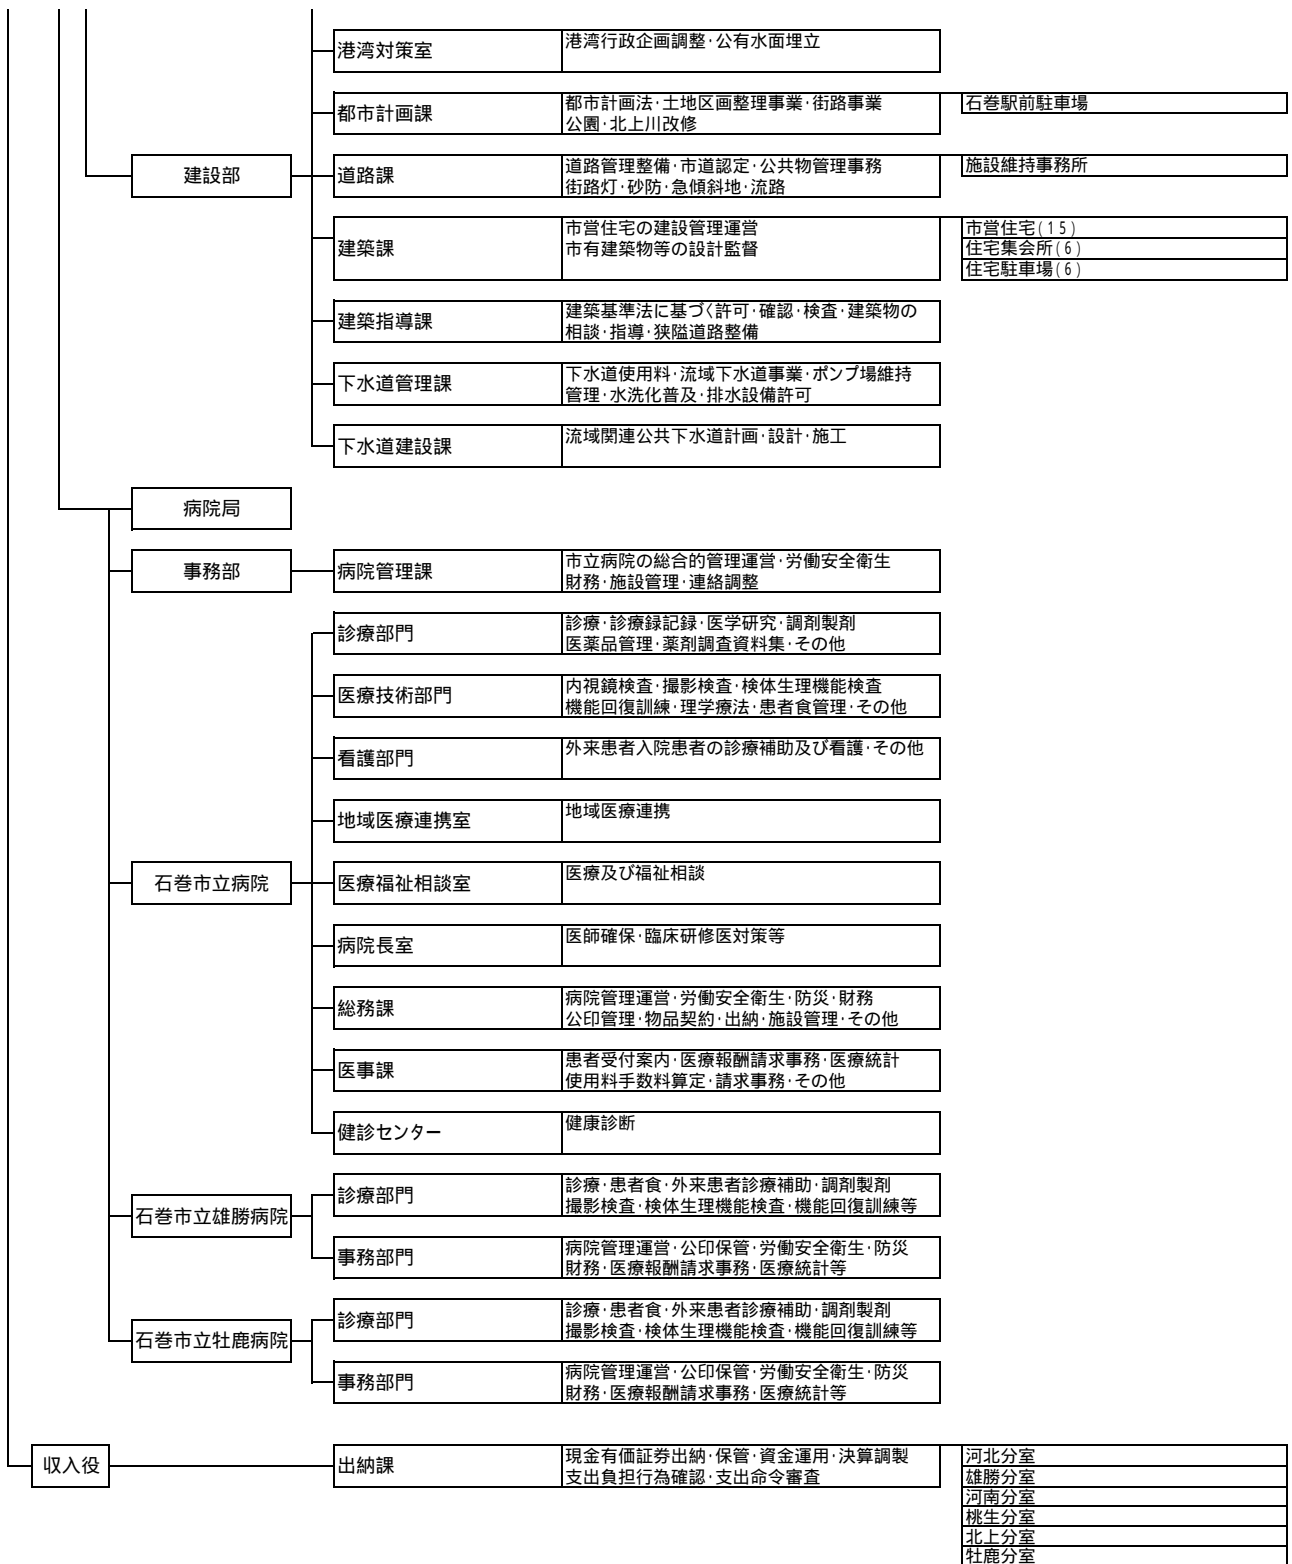 港湾対策室
港湾行政企画調整・公有水面埋立
都市計画課
都市計画法・土地区画整理事業・街路事業
公園・北上川改修
石巻駅前駐車場
建設部
道路課
道路管理整備・市道認定・公共物管理事務
街路灯・砂防・急傾斜地・流路
施設維持事務所
建築課
市営住宅の建設管理運営
市有建築物等の設計監督
市営住宅(15)
住宅集会所(6)
住宅駐車場(6)
建築指導課
建築基準法に基づく許可・確認・検査・建築物の
相談・指導・狭隘道路整備
下水道管理課
下水道使用料・流域下水道事業・ポンプ場維持
管理・水洗化普及・排水設備許可
下水道建設課
流域関連公共下水道計画・設計・施工
病院局
事務部
病院管理課
市立病院の総合的管理運営・労働安全衛生
財務・施設管理・連絡調整
診療部門
診療・診療録記録・医学研究・調剤製剤
医薬品管理・薬剤調査資料集・その他
医療技術部門
内視鏡検査・撮影検査・検体生理機能検査
機能回復訓練・理学療法・患者食管理・その他
看護部門
外来患者入院患者の診療補助及び看護・その他
地域医療連携室
地域医療連携
石巻市立病院
医療福祉相談室
医療及び福祉相談
病院長室
医師確保・臨床研修医対策等
総務課
病院管理運営・労働安全衛生・防災・財務
公印管理・物品契約・出納・施設管理・その他
医事課
患者受付案内・医療報酬請求事務・医療統計
使用料手数料算定・請求事務・その他
健診センター
健康診断
石巻市立雄勝病院
診療部門
診療・患者食・外来患者診療補助・調剤製剤
撮影検査・検体生理機能検査・機能回復訓練等
事務部門
病院管理運営・公印保管・労働安全衛生・防災
財務・医療報酬請求事務・医療統計等
石巻市立牡鹿病院
診療部門
診療・患者食・外来患者診療補助・調剤製剤
撮影検査・検体生理機能検査・機能回復訓練等
事務部門
病院管理運営・公印保管・労働安全衛生・防災
財務・医療報酬請求事務・医療統計等
収入役
出納課
現金有価証券出納・保管・資金運用・決算調製
支出負担行為確認・支出命令審査
河北分室
雄勝分室
河南分室
桃生分室
北上分室
牡鹿分室